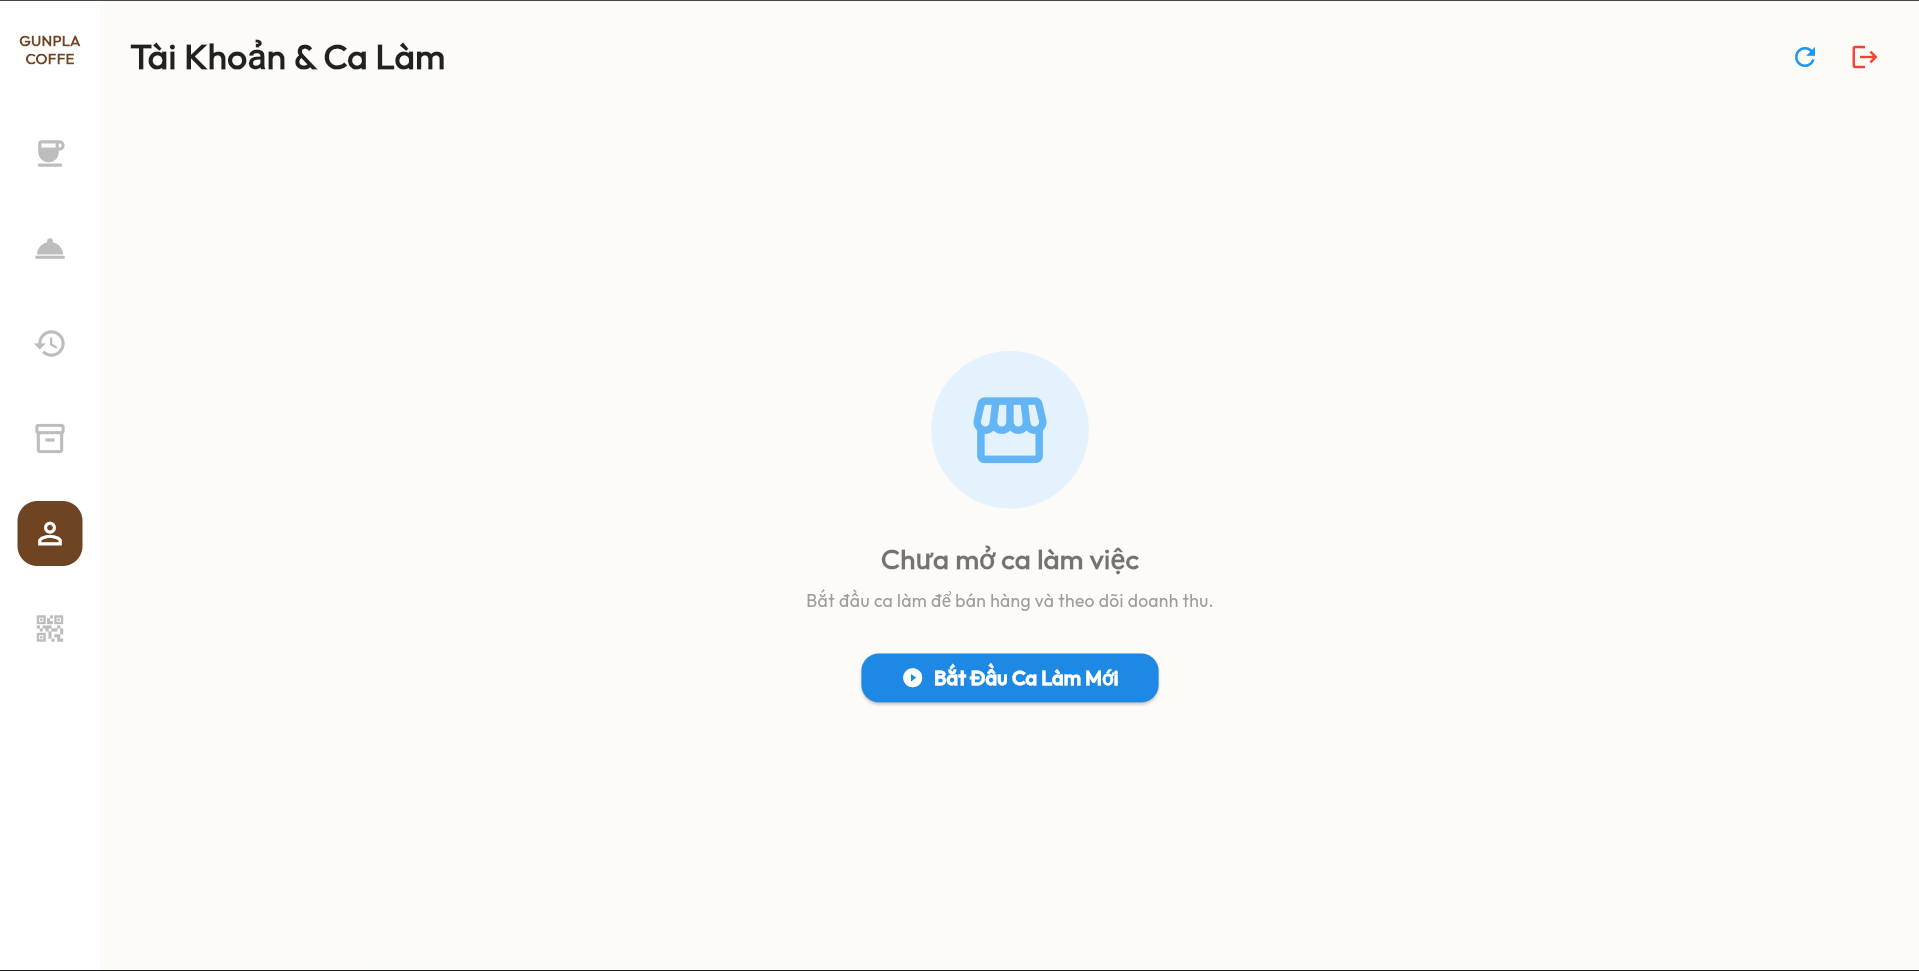 GUNPLA
COFFE
Tài Khoản & Ca Làm
Chưa mở ca làm việc
Bắt đầu ca làm để bán hàng và theo dõi doanh thu.
Bắt Đầu Ca Làm Mới